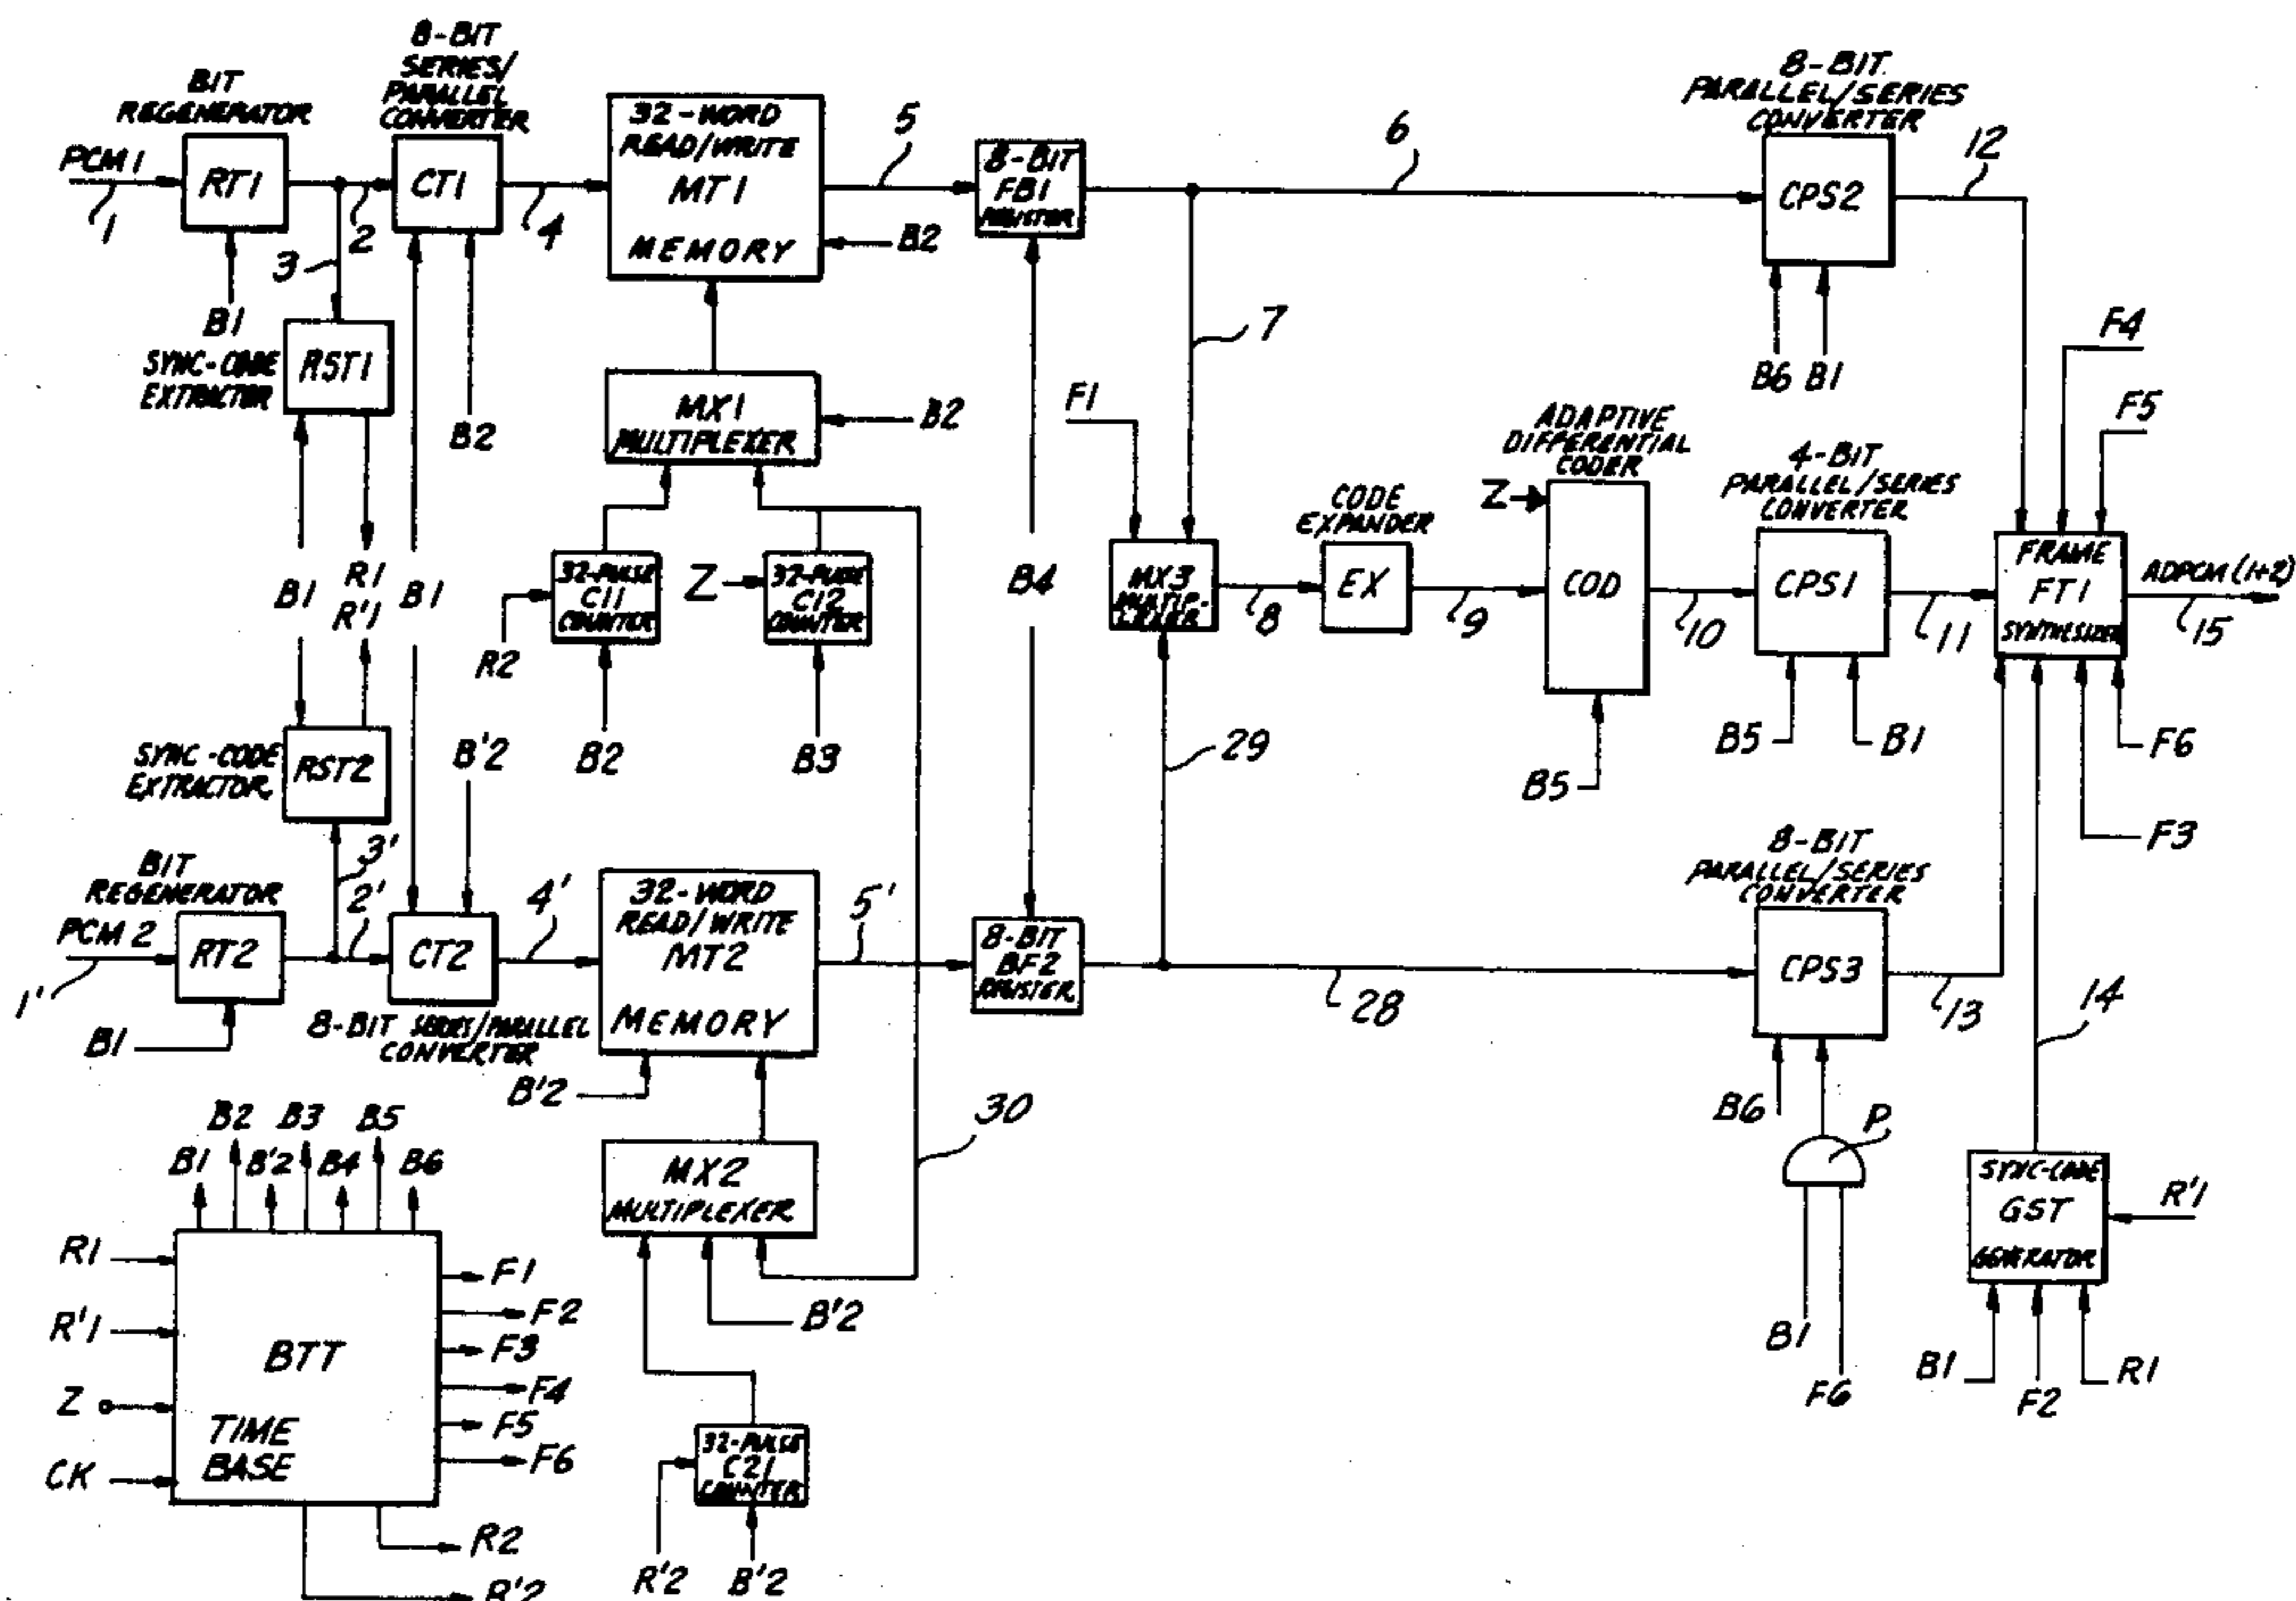 8-BIT
SERIES/
PARALLEL
CONVERTER
BIT
REGENERATOR
PCM 1
1
RT1
B1
2
3
CT1
B2
4
32-WORD
READ/WRITE
MT1
MEMORY
B2
5
8-BIT
FB1
REGISTER
6
7
8-BIT
PARALLEL/SERIES
CONVERTER
CPS2
B6 B1
12
SYNC-CODE
EXTRACTOR
RST1
B1
R1
R'1
B1
MX1
MULTIPLEXER
B2
32-PULSE
C11
COUNTER
R2
B2
Z
32-PULSE
C12
COUNTER
B3
B4
F1
MX3
MULTIP-
LEXER
8
CODE
EXPANDER
EX
9
ADAPTIVE
DIFFERENTIAL
CODER
Z
COD
B5
10
4-BIT
PARALLEL/SERIES
CONVERTER
CPS1
B5
B1
11
F4
F5
FRAME
FT1
SYNTHESIZER
ADPCM (1+2)
15
F6
F3
SYNC-CODE
EXTRACTOR
RST2
B'2
29
BIT
REGENERATOR
PCM 2
1'
RT2
B1
3'
2'
CT2
8-BIT SERIES/PARALLEL
CONVERTER
4'
32-WORD
READ/WRITE
MT2
MEMORY
B'2
5'
8-BIT
BF2
REGISTER
28
8-BIT
PARALLEL/SERIES
CONVERTER
CPS3
13
14
B6
P
B1
F6
SYNC-CODE
GST
GENERATOR
R'1
B1
F2
R1
30
MX2
MULTIPLEXER
B'2
32-PULSE
C21
COUNTER
R'2
B'2
B2 B3 B5
B1 B'2 B4 B6
R1
R'1
Z
CK
BTT
TIME
BASE
F1
F2
F3
F4
F5
F6
R2
R'2